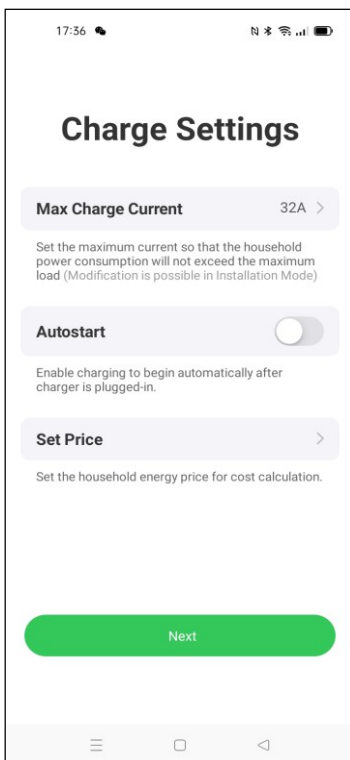 17:36
Charge Settings
Max Charge Current 32A
Set the maximum current so that the household
power consumption will not exceed the maximum
load (Modification is possible in Installation Mode)
Autostart
Enable charging to begin automatically after
charger is plugged-in.
Set Price
Set the household energy price for cost calculation.
Next